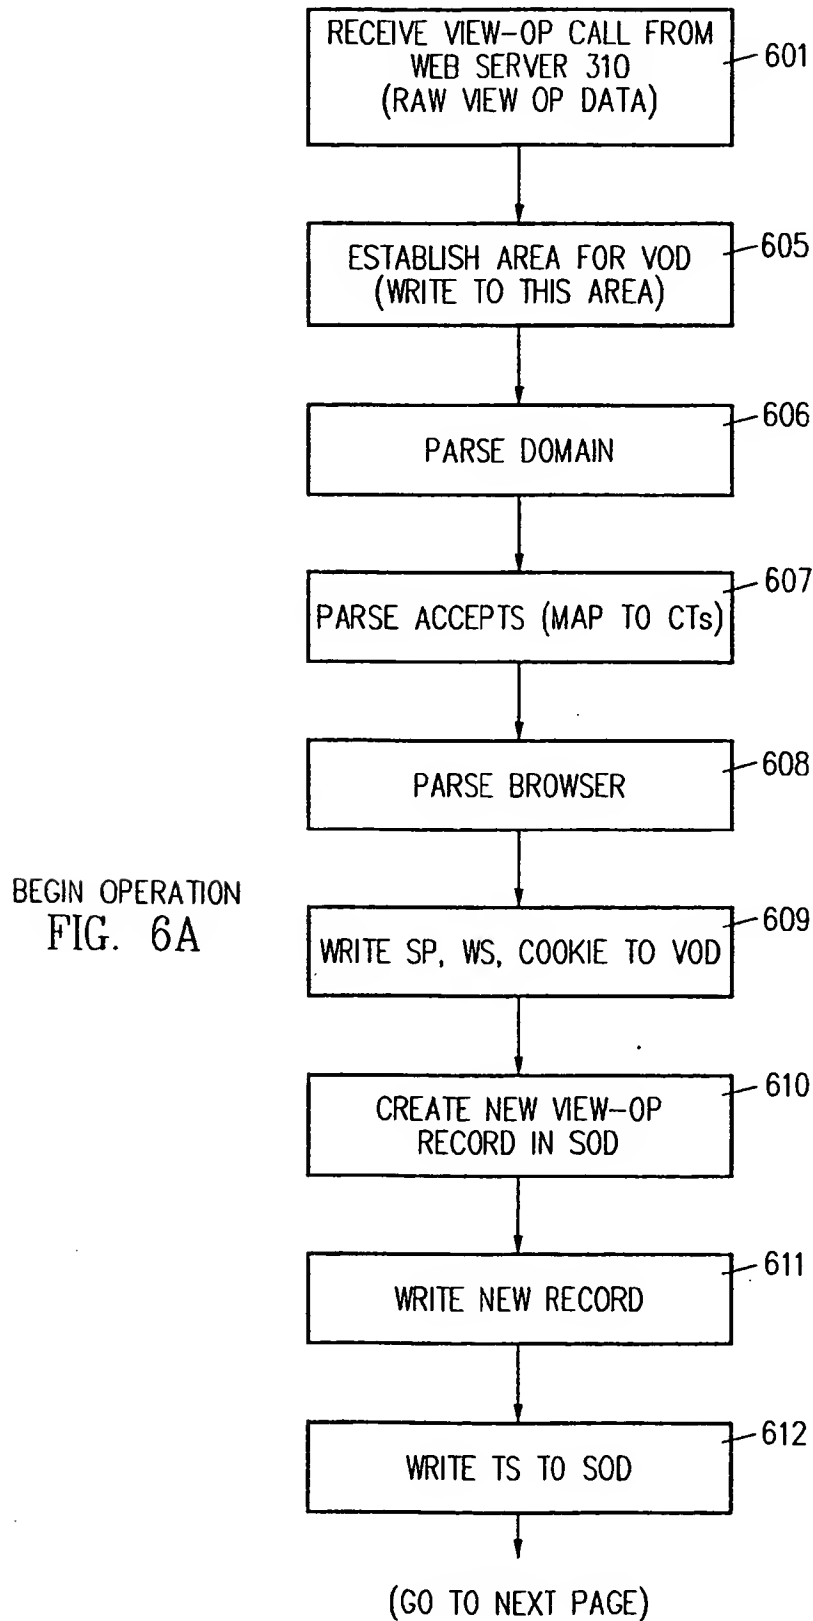 RECEIVE VIEW-OP CALL FROM
WEB SERVER 310
(RAW VIEW OP DATA)
601
ESTABLISH AREA FOR VOD
(WRITE TO THIS AREA)
605
PARSE DOMAIN
606
PARSE ACCEPTS (MAP TO CTs)
607
PARSE BROWSER
608
BEGIN OPERATION
FIG. 6A
WRITE SP, WS, COOKIE TO VOD
609
CREATE NEW VIEW-OP
RECORD IN SOD
610
WRITE NEW RECORD
611
WRITE TS TO SOD
612
(GO TO NEXT PAGE)